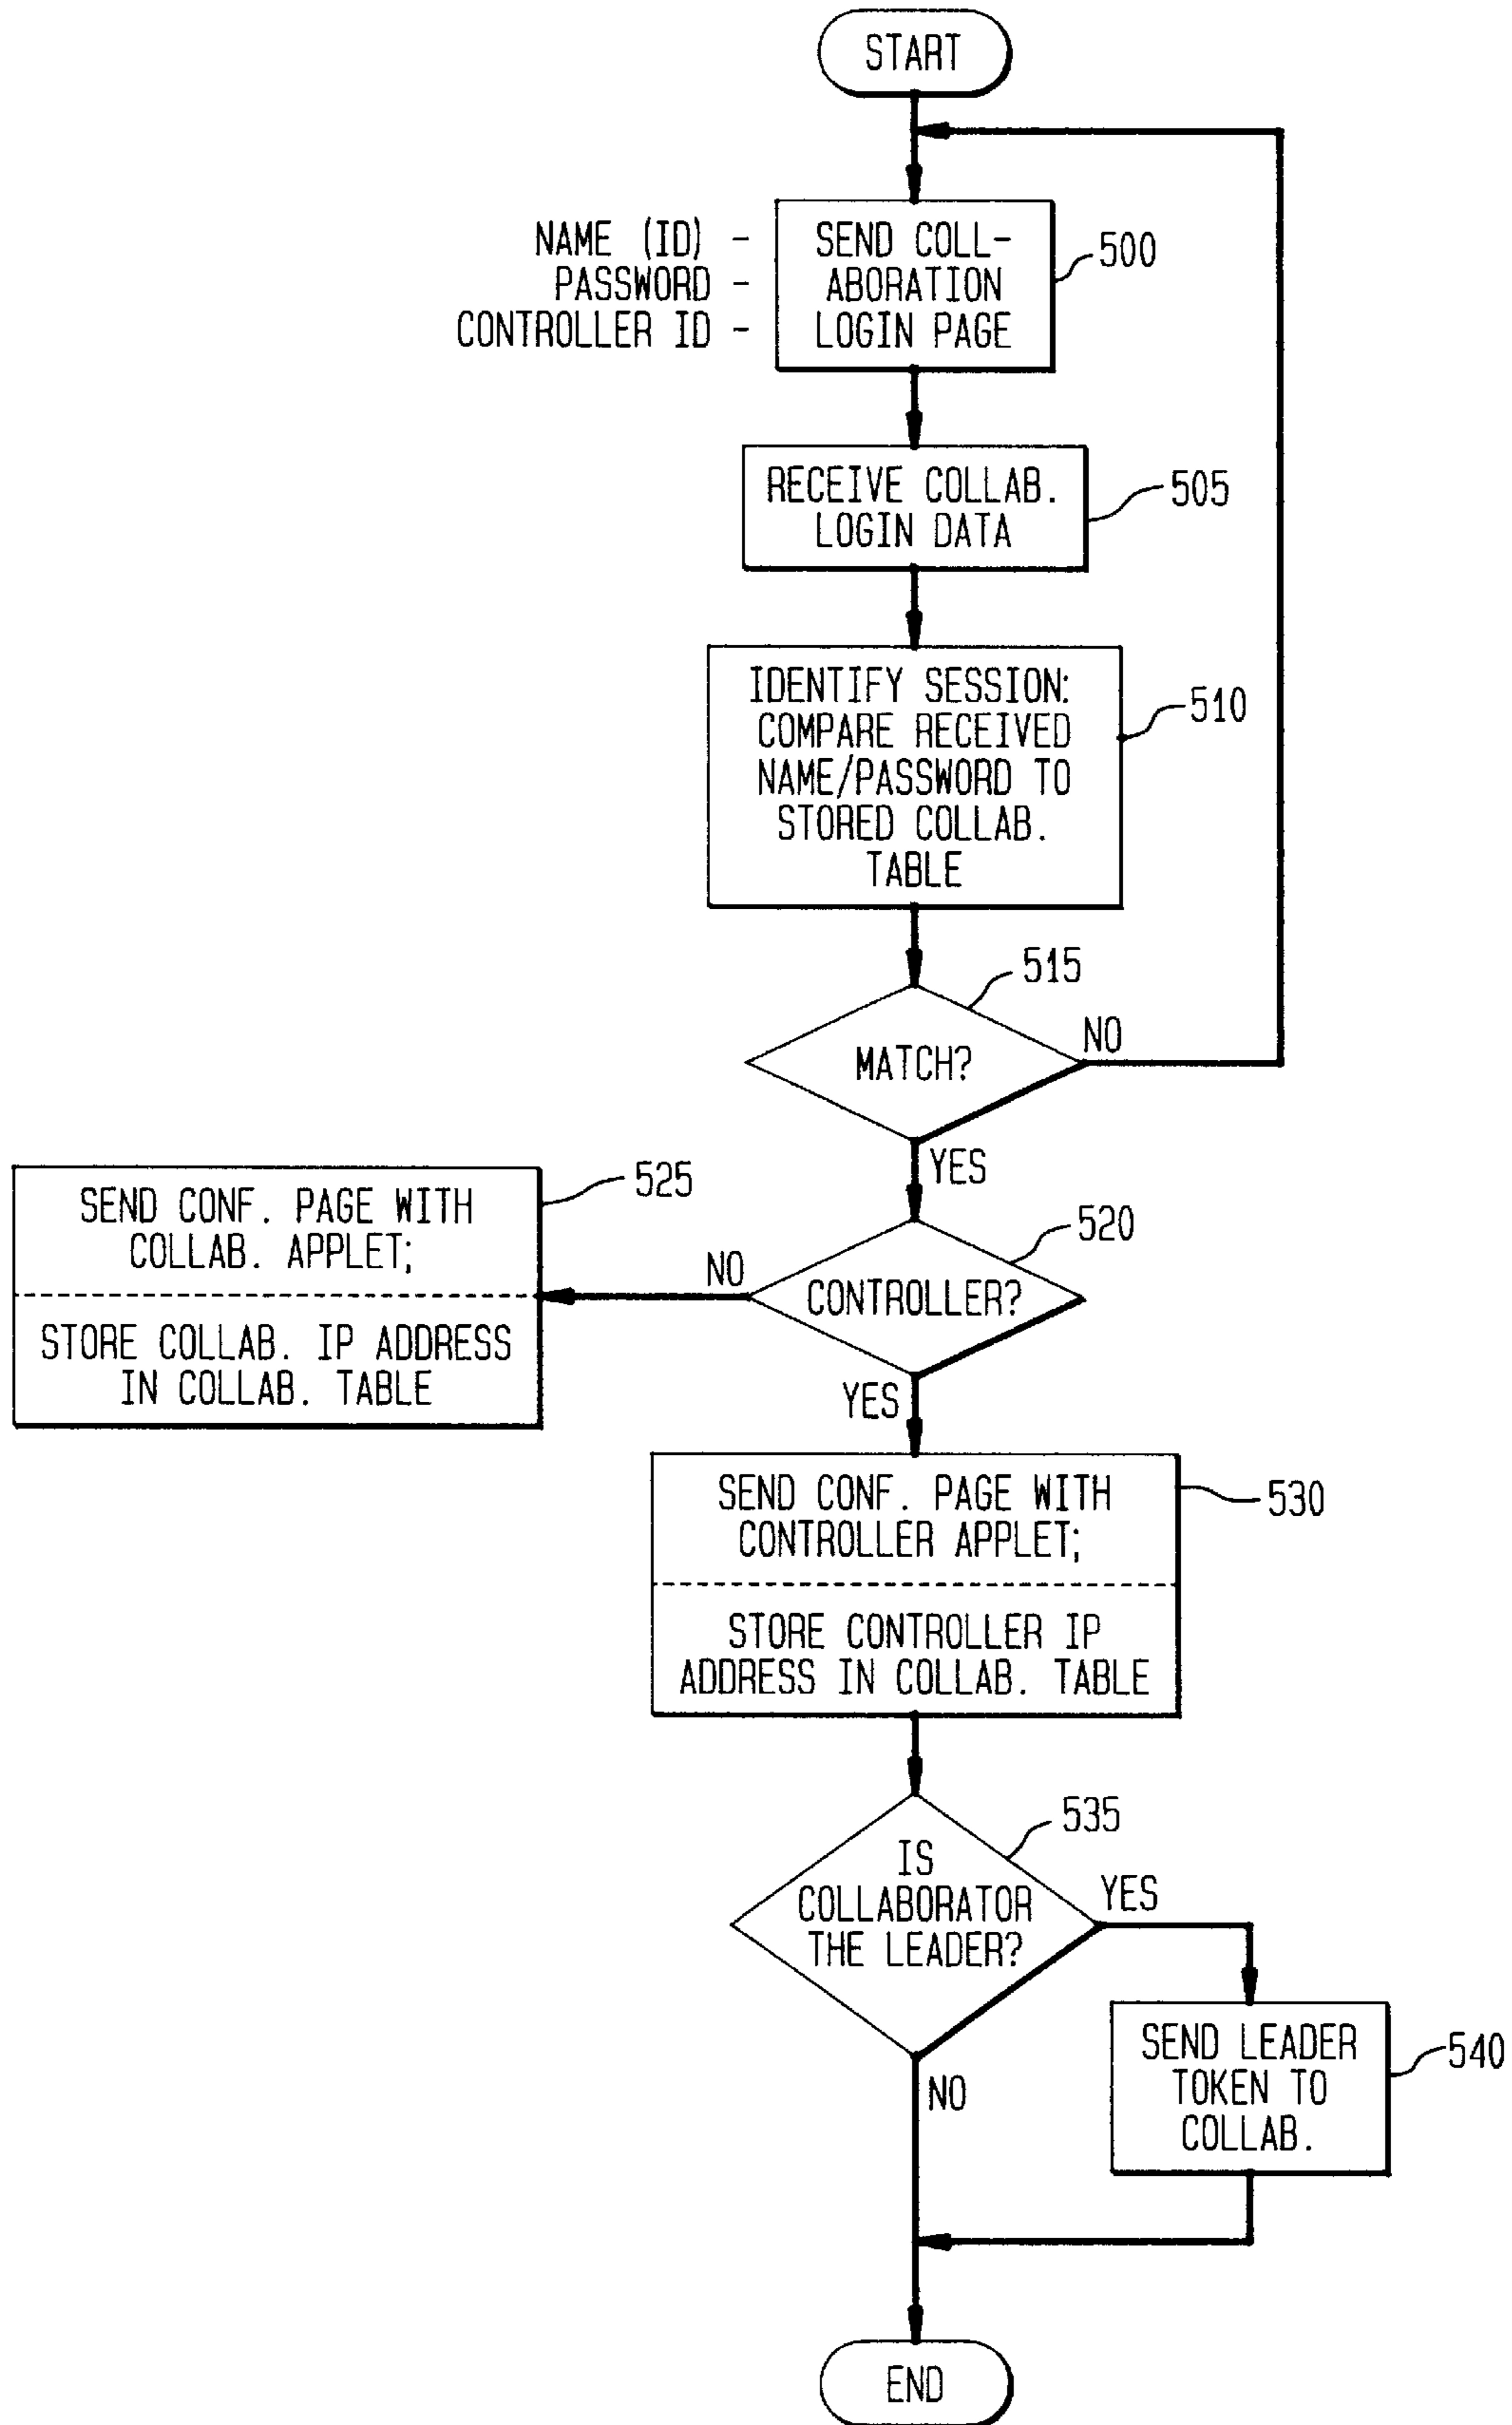 START
NAME (ID) -
PASSWORD -
CONTROLLER ID -
SEND COLL-
ABORATION
LOGIN PAGE
500
RECEIVE COLLAB.
LOGIN DATA
505
IDENTIFY SESSION:
COMPARE RECEIVED
NAME/PASSWORD TO
STORED COLLAB.
TABLE
510
515
MATCH?
NO
YES
525
SEND CONF. PAGE WITH
COLLAB. APPLET;
STORE COLLAB. IP ADDRESS
IN COLLAB. TABLE
520
NO
CONTROLLER?
YES
SEND CONF. PAGE WITH
CONTROLLER APPLET;
STORE CONTROLLER IP
ADDRESS IN COLLAB. TABLE
530
535
IS
COLLABORATOR
THE LEADER?
YES
NO
SEND LEADER
TOKEN TO
COLLAB.
540
END